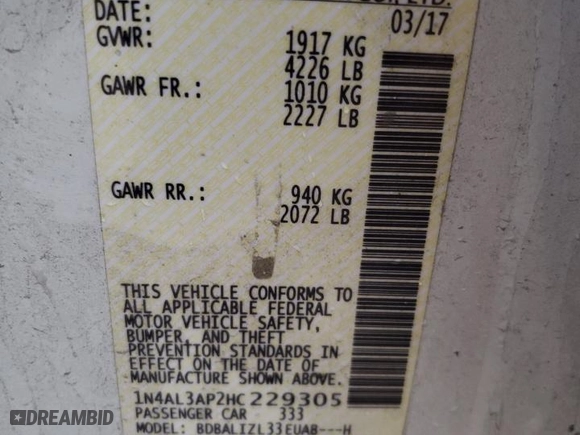 DATE: 03/17
GVWR: 1917 KG
4226 LB
GAWR FR.: 1010 KG
2227 LB
GAWR RR.: 940 KG
2072 LB
THIS VEHICLE CONFORMS TO
ALL APPLICABLE FEDERAL
MOTOR VEHICLE SAFETY,
BUMPER, AND THEFT
PREVENTION STANDARDS IN
EFFECT ON THE DATE OF
MANUFACTURE SHOWN ABOVE.
1N4AL3AP2HC229305
PASSENGER CAR 333
MODEL: BDBALIZL33EUA8---H
DREAMBID